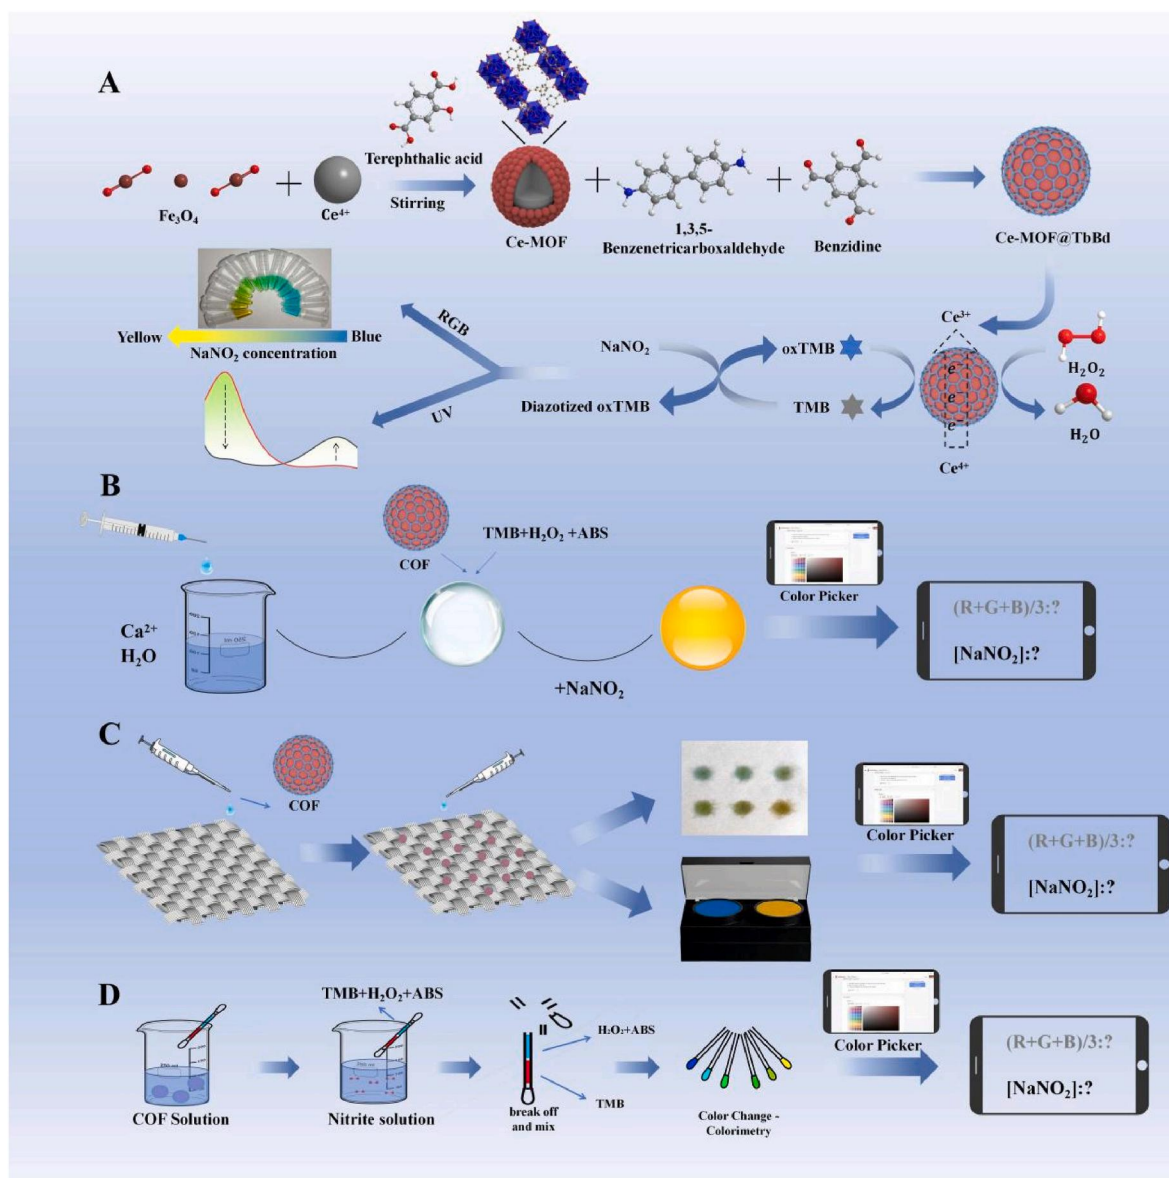 A
Terephthalic acid
Fe₃O₄
Ce⁴⁺
Stirring
Ce-MOF
1,3,5-
Benzenetricarboxaldehyde
Benzidine
Ce-MOF@TbBd
Yellow
Blue
NaNO₂ concentration
RGB
UV
NaNO₂
oxTMB
Diazotized oxTMB
TMB
Ce³⁺
e⁻
e⁻
e⁻
Ce⁴⁺
H₂O₂
H₂O
B
Ca²⁺
H₂O
COF
TMB+H₂O₂ +ABS
+NaNO₂
Color Picker
(R+G+B)/3:?
[NaNO₂]:?
C
COF
Color Picker
(R+G+B)/3:?
[NaNO₂]:?
D
COF Solution
TMB+H₂O₂+ABS
Nitrite solution
break off
and mix
H₂O₂+ABS
TMB
Color Change -
Colorimetry
Color Picker
(R+G+B)/3:?
[NaNO₂]:?